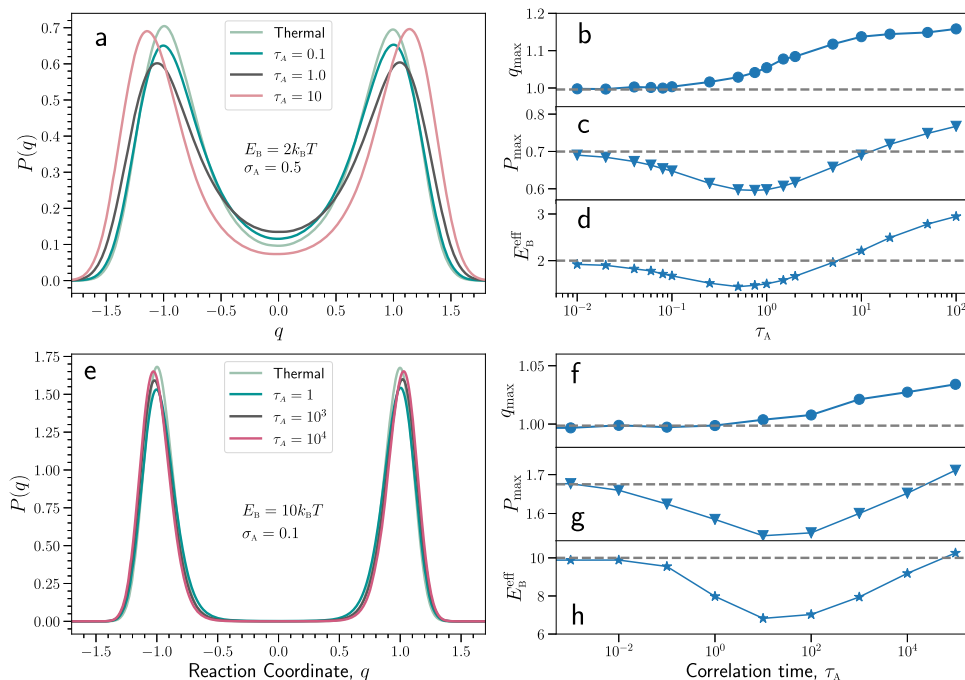 a
Thermal
τ_A = 0.1
τ_A = 1.0
τ_A = 10
E_B = 2k_BT
σ_A = 0.5
P(q)
0.7
0.6
0.5
0.4
0.3
0.2
0.1
0.0
−1.5 −1.0 −0.5 0.0 0.5 1.0 1.5
q
b
q_max
1.2
1.1
1.0
c
P_max
0.8
0.7
0.6
d
E_B^eff
3
2
10^−2 10^−1 10^0 10^1 10^2
τ_A
e
Thermal
τ_A = 1
τ_A = 10^3
τ_A = 10^4
E_B = 10k_BT
σ_A = 0.1
P(q)
1.75
1.50
1.25
1.00
0.75
0.50
0.25
0.00
−1.5 −1.0 −0.5 0.0 0.5 1.0 1.5
Reaction Coordinate, q
f
q_max
1.05
1.00
g
P_max
1.7
1.6
h
E_B^eff
10
8
6
10^−2 10^0 10^2 10^4
Correlation time, τ_A